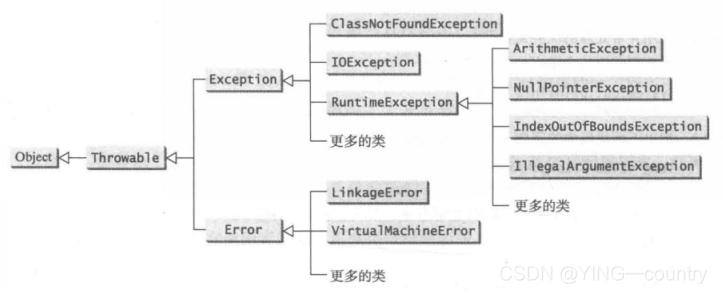 ClassNotFoundException
ArithmeticException
IOException
Exception
NullPointerException
RuntimeException
IndexOutOfBoundsException
更多的类
Object
Throwable
IllegalArgumentException
LinkageError
更多的类
Error
VirtualMachineError
更多的类
CSDN @YING—country